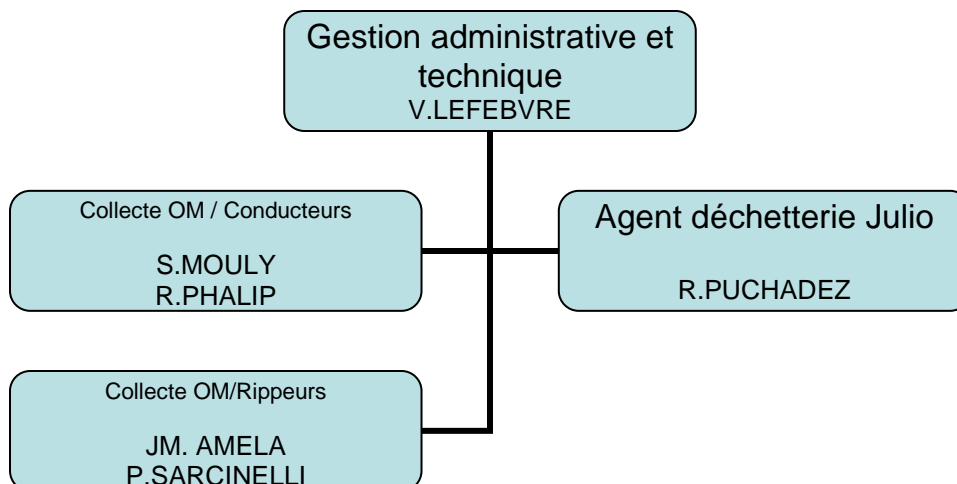 Gestion administrative et
technique
V.LEFEBVRE
Collecte OM / Conducteurs
S.MOULY
R.PHALIP
Agent déchetterie Julio
R.PUCHADEZ
Collecte OM/Rippeurs
JM. AMELA
P.SARCINELLI